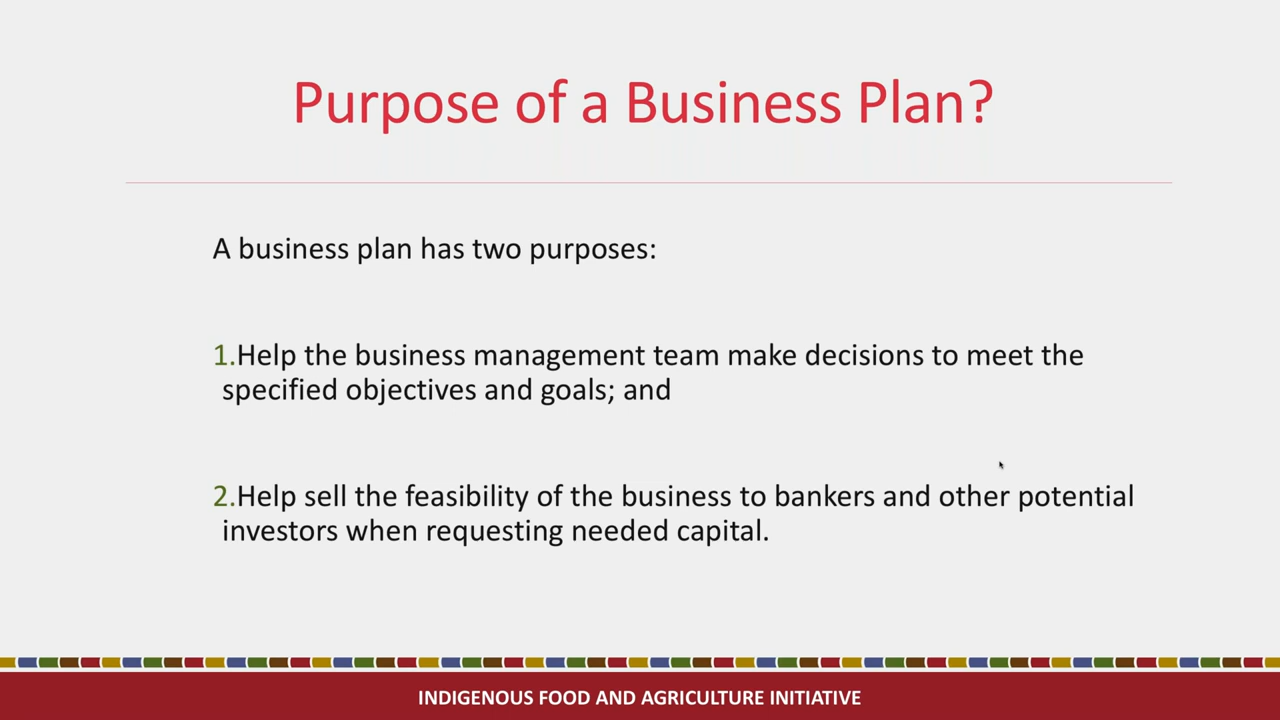 Purpose of a Business Plan?
A business plan has two purposes:
1.Help the business management team make decisions to meet the
specified objectives and goals; and
2.Help sell the feasibility of the business to bankers and other potential
investors when requesting needed capital.
INDIGENOUS FOOD AND AGRICULTURE INITIATIVE